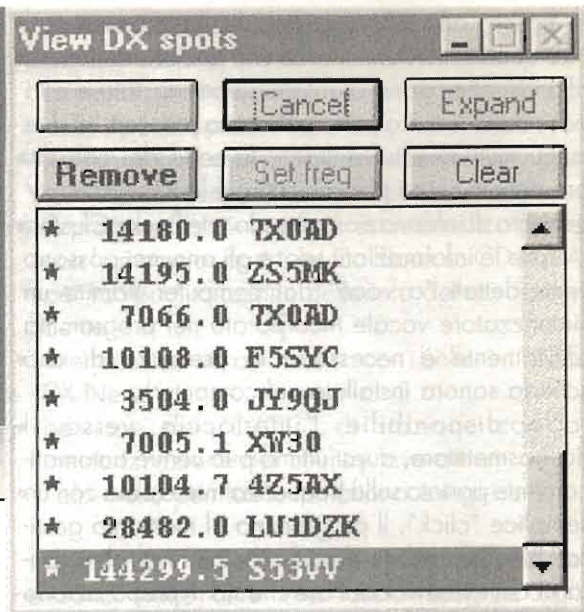 View DX spots
Cancel Expand
Remove Set freq Clear
* 14180.0 7X0AD
* 14195.0 ZS5MK
* 7066.0 7X0AD
* 10108.0 F5SYC
* 3504.0 JY9QJ
* 7005.1 XW30
* 10104.7 4Z5AX
* 28482.0 LU1DZK
* 144299.5 S53VV